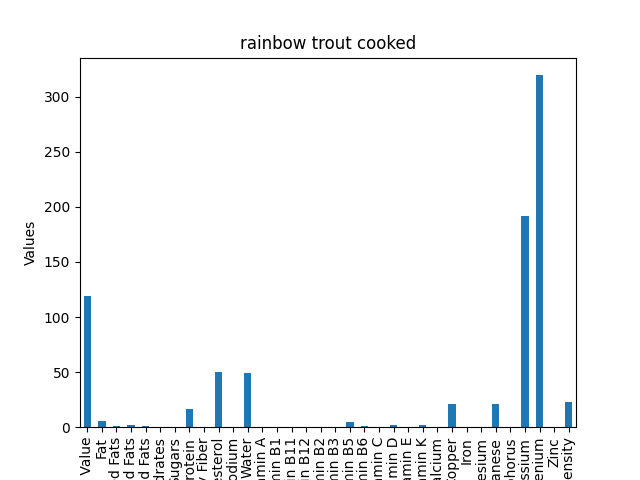 rainbow trout cooked
Values
300
250
200
150
100
50
0
Value
Fat
d Fats
d Fats
d Fats
drates
Sugars
rotein
y Fiber
esterol
odium
Water
amin A
min B1
in B11
n B12
min B2
min B3
min B5
min B6
min C
min D
amin E
amin K
alcium
opper
Iron
esium
anese
phorus
ssium
enium
Zinc
ensity